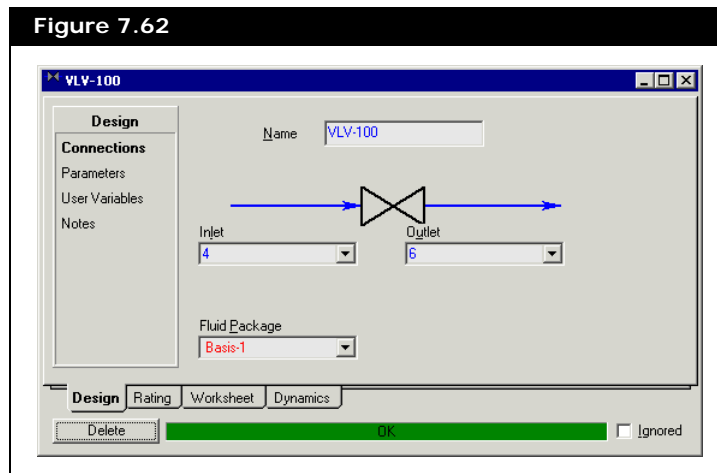 Figure 7.62
VLV-100
Design
Connections
Parameters
User Variables
Notes
Name VLV-100
Inlet Outlet
4 6
Fluid Package
Basis-1
Design Rating Worksheet Dynamics
Delete OK Ignored